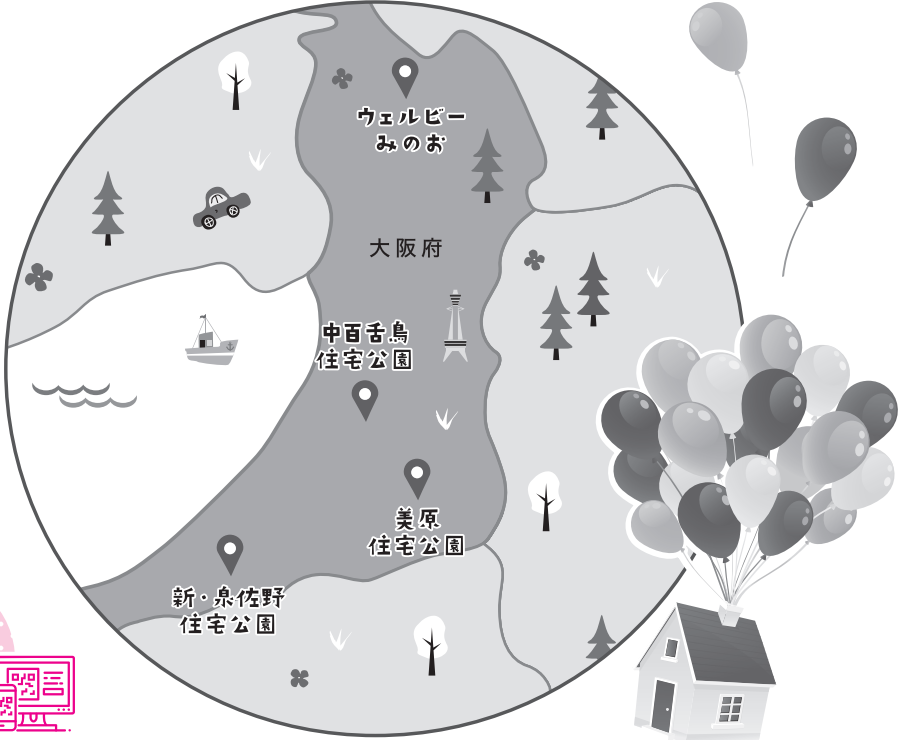 ウェルビー
みのお
大阪府
中百舌鳥
住宅公園
美原
住宅公園
新・泉佐野
住宅公園